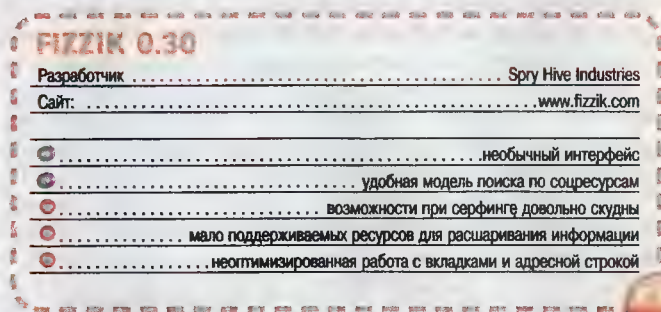 FIZZIK 0.30
Разработчик ........................................ Spry Hive Industries
Сайт: ........................................ www.fizzik.com
........................................ необычный интерфейс
........................................ удобная модель поиска по соцресурсам
........................................ возможности при серфинге довольно скудны
........................................ мало поддерживаемых ресурсов для расшаривания информации
........................................ неоптимизированная работа с вкладками и адресной строкой